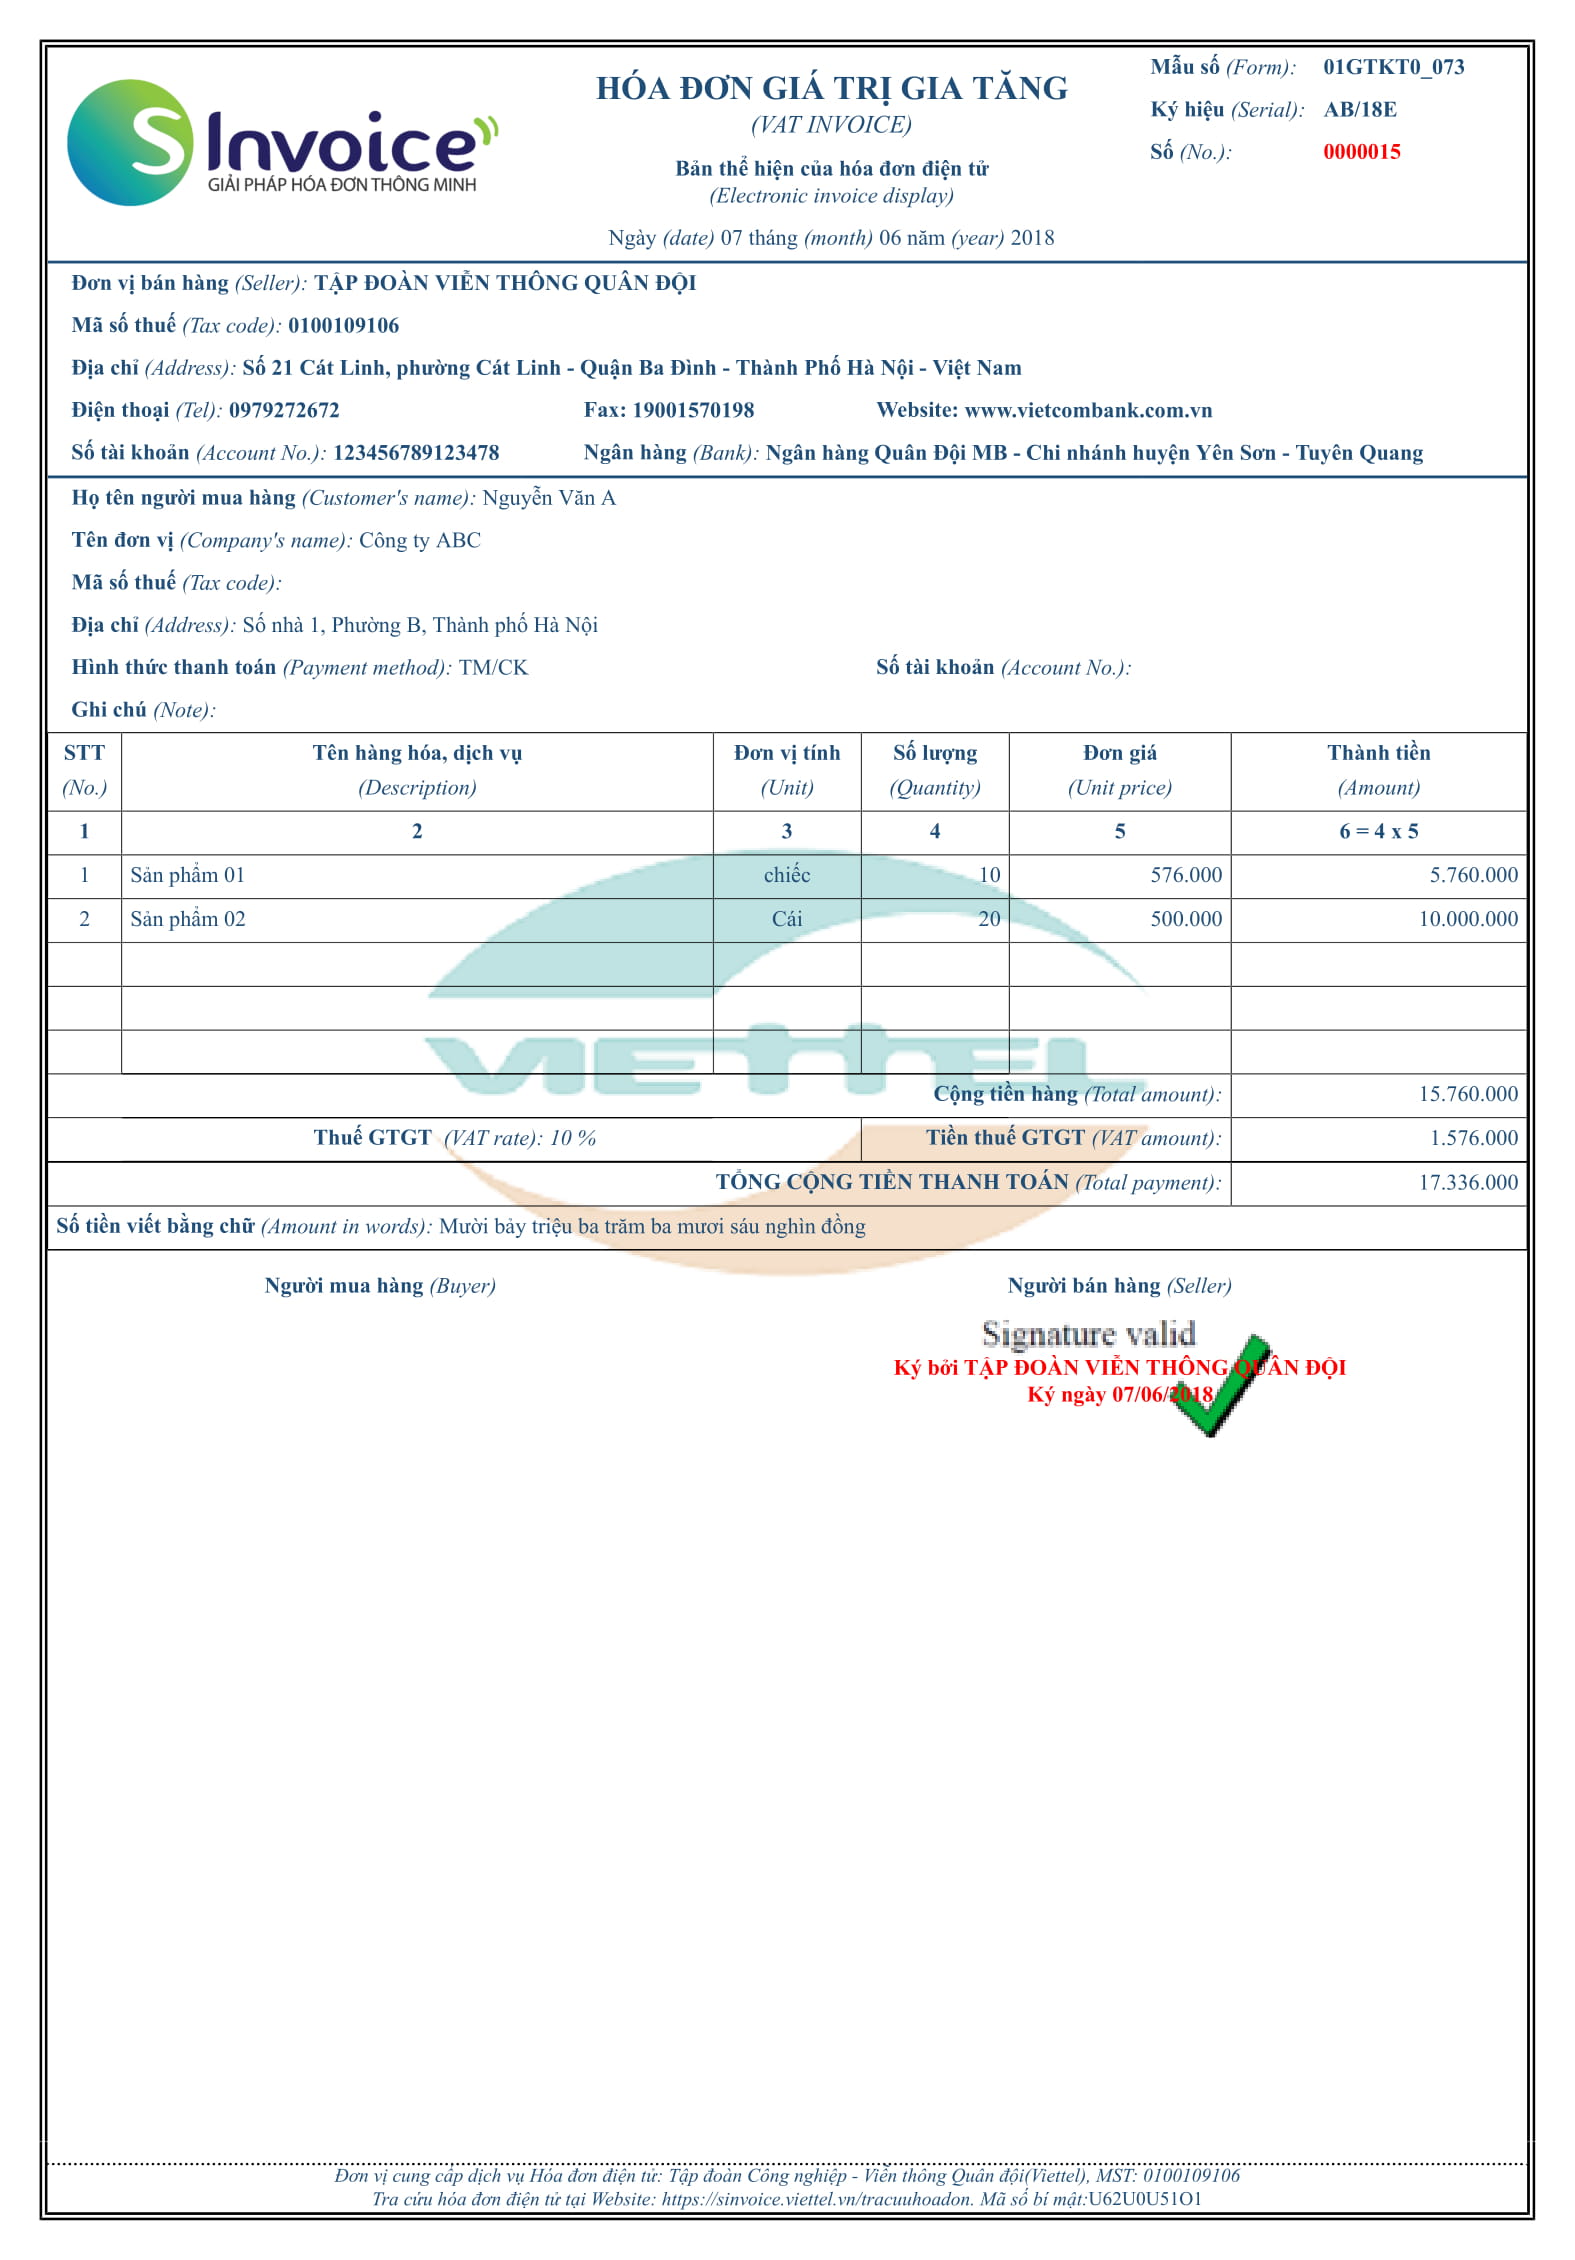 S Invoice
GIẢI PHÁP HÓA ĐƠN THÔNG MINH
HÓA ĐƠN GIÁ TRỊ GIA TĂNG
(VAT INVOICE)
Bản thể hiện của hóa đơn điện tử
(Electronic invoice display)
Ngày (date) 07 tháng (month) 06 năm (year) 2018
Mẫu số (Form): 01GTKT0_073
Ký hiệu (Serial): AB/18E
Số (No.): 0000015
Đơn vị bán hàng (Seller): TẬP ĐOÀN VIỄN THÔNG QUÂN ĐỘI
Mã số thuế (Tax code): 0100109106
Địa chỉ (Address): Số 21 Cát Linh, phường Cát Linh - Quận Ba Đình - Thành Phố Hà Nội - Việt Nam
Điện thoại (Tel): 0979272672 Fax: 19001570198 Website: www.vietcombank.com.vn
Số tài khoản (Account No.): 123456789123478 Ngân hàng (Bank): Ngân hàng Quân Đội MB - Chi nhánh huyện Yên Sơn - Tuyên Quang
Họ tên người mua hàng (Customer's name): Nguyễn Văn A
Tên đơn vị (Company's name): Công ty ABC
Mã số thuế (Tax code):
Địa chỉ (Address): Số nhà 1, Phường B, Thành phố Hà Nội
Hình thức thanh toán (Payment method): TM/CK Số tài khoản (Account No.):
Ghi chú (Note):
STT Tên hàng hóa, dịch vụ Đơn vị tính Số lượng Đơn giá Thành tiền
(No.) (Description) (Unit) (Quantity) (Unit price) (Amount)
1 2 3 4 5 6 = 4 x 5
1 Sản phẩm 01 chiếc 10 576.000 5.760.000
2 Sản phẩm 02 Cái 20 500.000 10.000.000
VIETTEL
Cộng tiền hàng (Total amount): 15.760.000
Thuế GTGT (VAT rate): 10 % Tiền thuế GTGT (VAT amount): 1.576.000
TỔNG CỘNG TIỀN THANH TOÁN (Total payment): 17.336.000
Số tiền viết bằng chữ (Amount in words): Mười bảy triệu ba trăm ba mươi sáu nghìn đồng
Người mua hàng (Buyer) Người bán hàng (Seller)
Signature valid
Ký bởi TẬP ĐOÀN VIỄN THÔNG QUÂN ĐỘI
Ký ngày 07/06/2018
Đơn vị cung cấp dịch vụ Hóa đơn điện tử: Tập đoàn Công nghiệp - Viễn thông Quân đội(Viettel), MST: 0100109106
Tra cứu hóa đơn điện tử tại Website: https://sinvoice.viettel.vn/tracuuhoadon. Mã số bí mật:U62U0U51O1